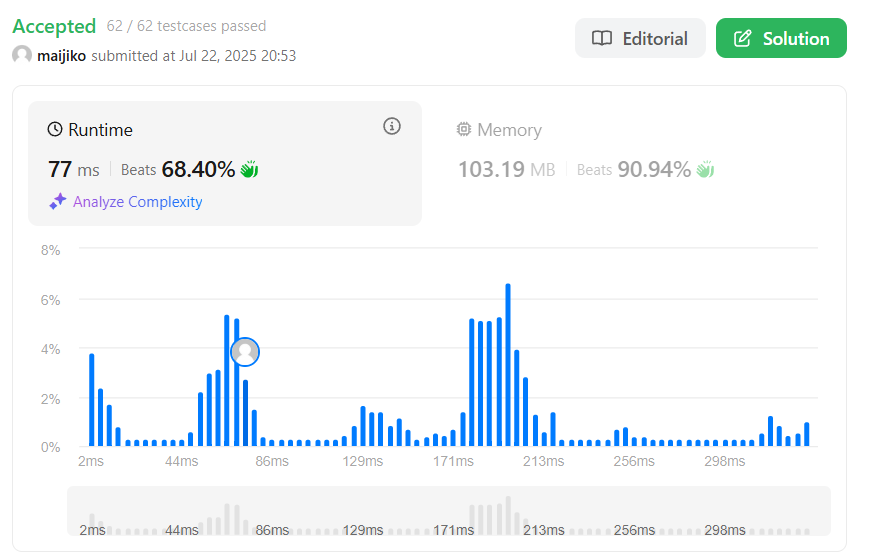 Accepted 62 / 62 testcases passed
maijiko submitted at Jul 22, 2025 20:53
Editorial
Solution
Runtime
77 ms Beats 68.40%
Analyze Complexity
Memory
103.19 MB Beats 90.94%
8%
6%
4%
2%
0%
2ms 44ms 86ms 129ms 171ms 213ms 256ms 298ms
2ms 44ms 86ms 129ms 171ms 213ms 256ms 298ms